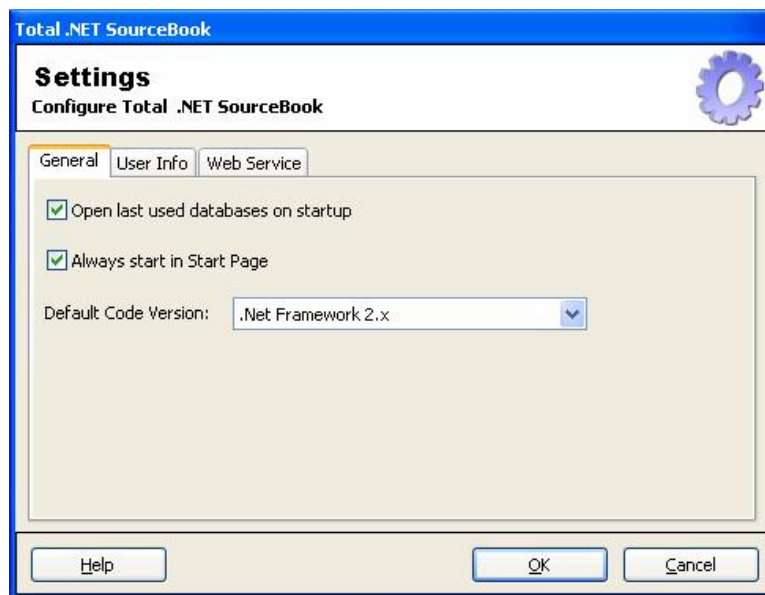 Total .NET SourceBook
Settings
Configure Total .NET SourceBook
General User Info Web Service
Open last used databases on startup
Always start in Start Page
Default Code Version: .Net Framework 2.x
Help OK Cancel